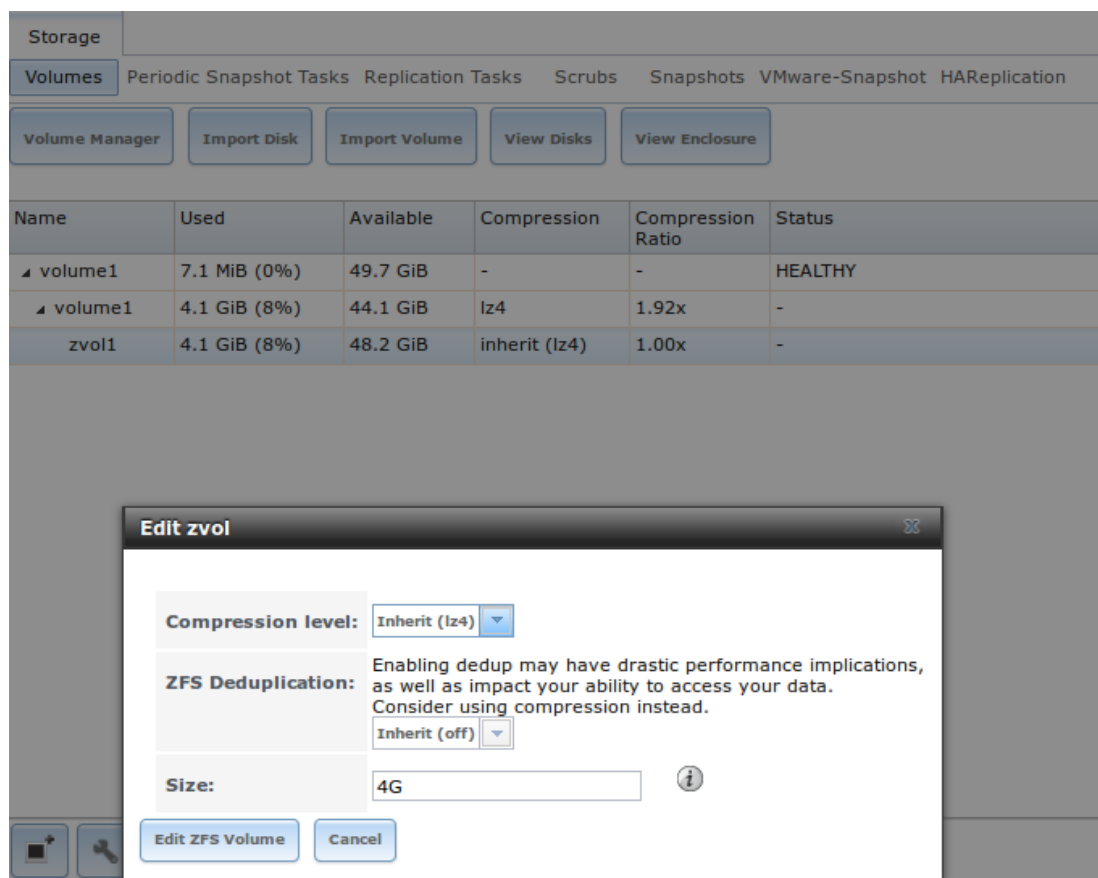 Storage
Volumes Periodic Snapshot Tasks Replication Tasks Scrubs Snapshots VMware-Snapshot HAReplication
Volume Manager Import Disk Import Volume View Disks View Enclosure
Name Used Available Compression Compression Ratio Status
volume1 7.1 MiB (0%) 49.7 GiB - - HEALTHY
volume1 4.1 GiB (8%) 44.1 GiB lz4 1.92x -
zvol1 4.1 GiB (8%) 48.2 GiB inherit (lz4) 1.00x -
Edit zvol
Compression level: Inherit (lz4)
ZFS Deduplication: Enabling dedup may have drastic performance implications,
as well as impact your ability to access your data.
Consider using compression instead.
Inherit (off)
Size: 4G
Edit ZFS Volume Cancel